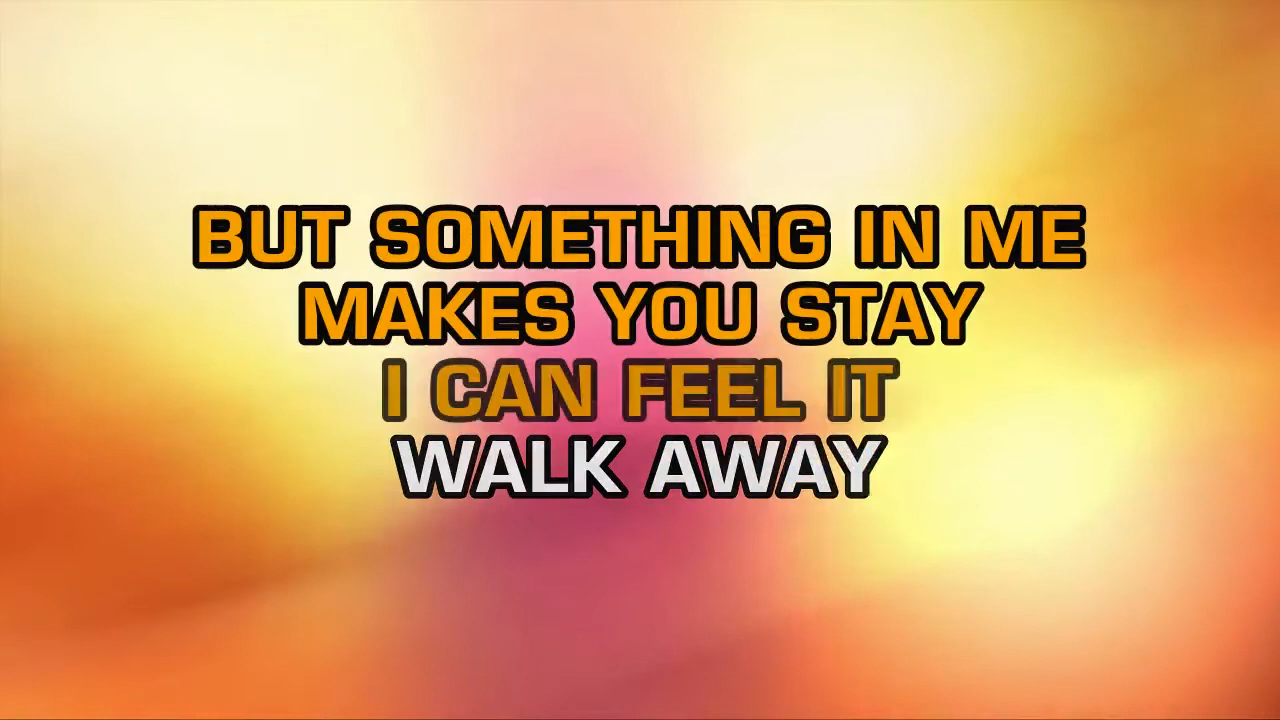 BUT SOMETHING IN ME
MAKES YOU STAY
I CAN FEEL IT
WALK AWAY